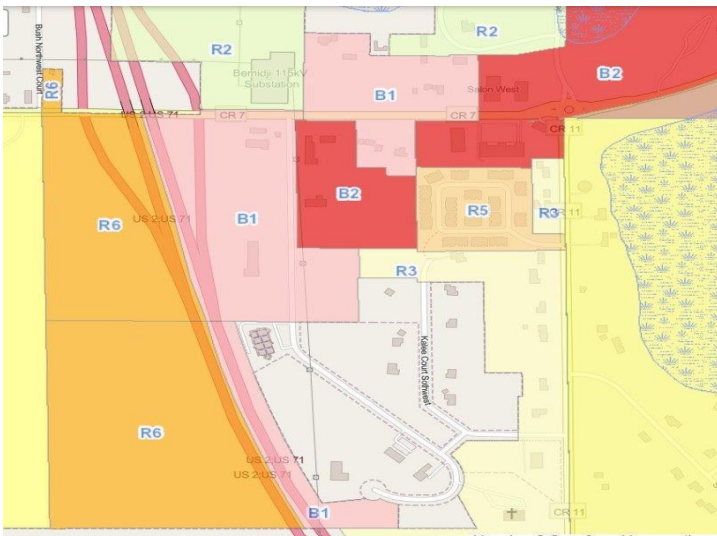 Bush Northwest Court
R2
R2
Bemidji 115kV
Substation
B1
B2
Salon West
R6
US 2;US 71
CR 7
CR 7
CR 11
R6
US 2;US 71
B1
B2
R5
R3
CR 11
R3
Kalee Court Sothwest
R6
US 2;US 71
US 2;US 71
B1
CR 11